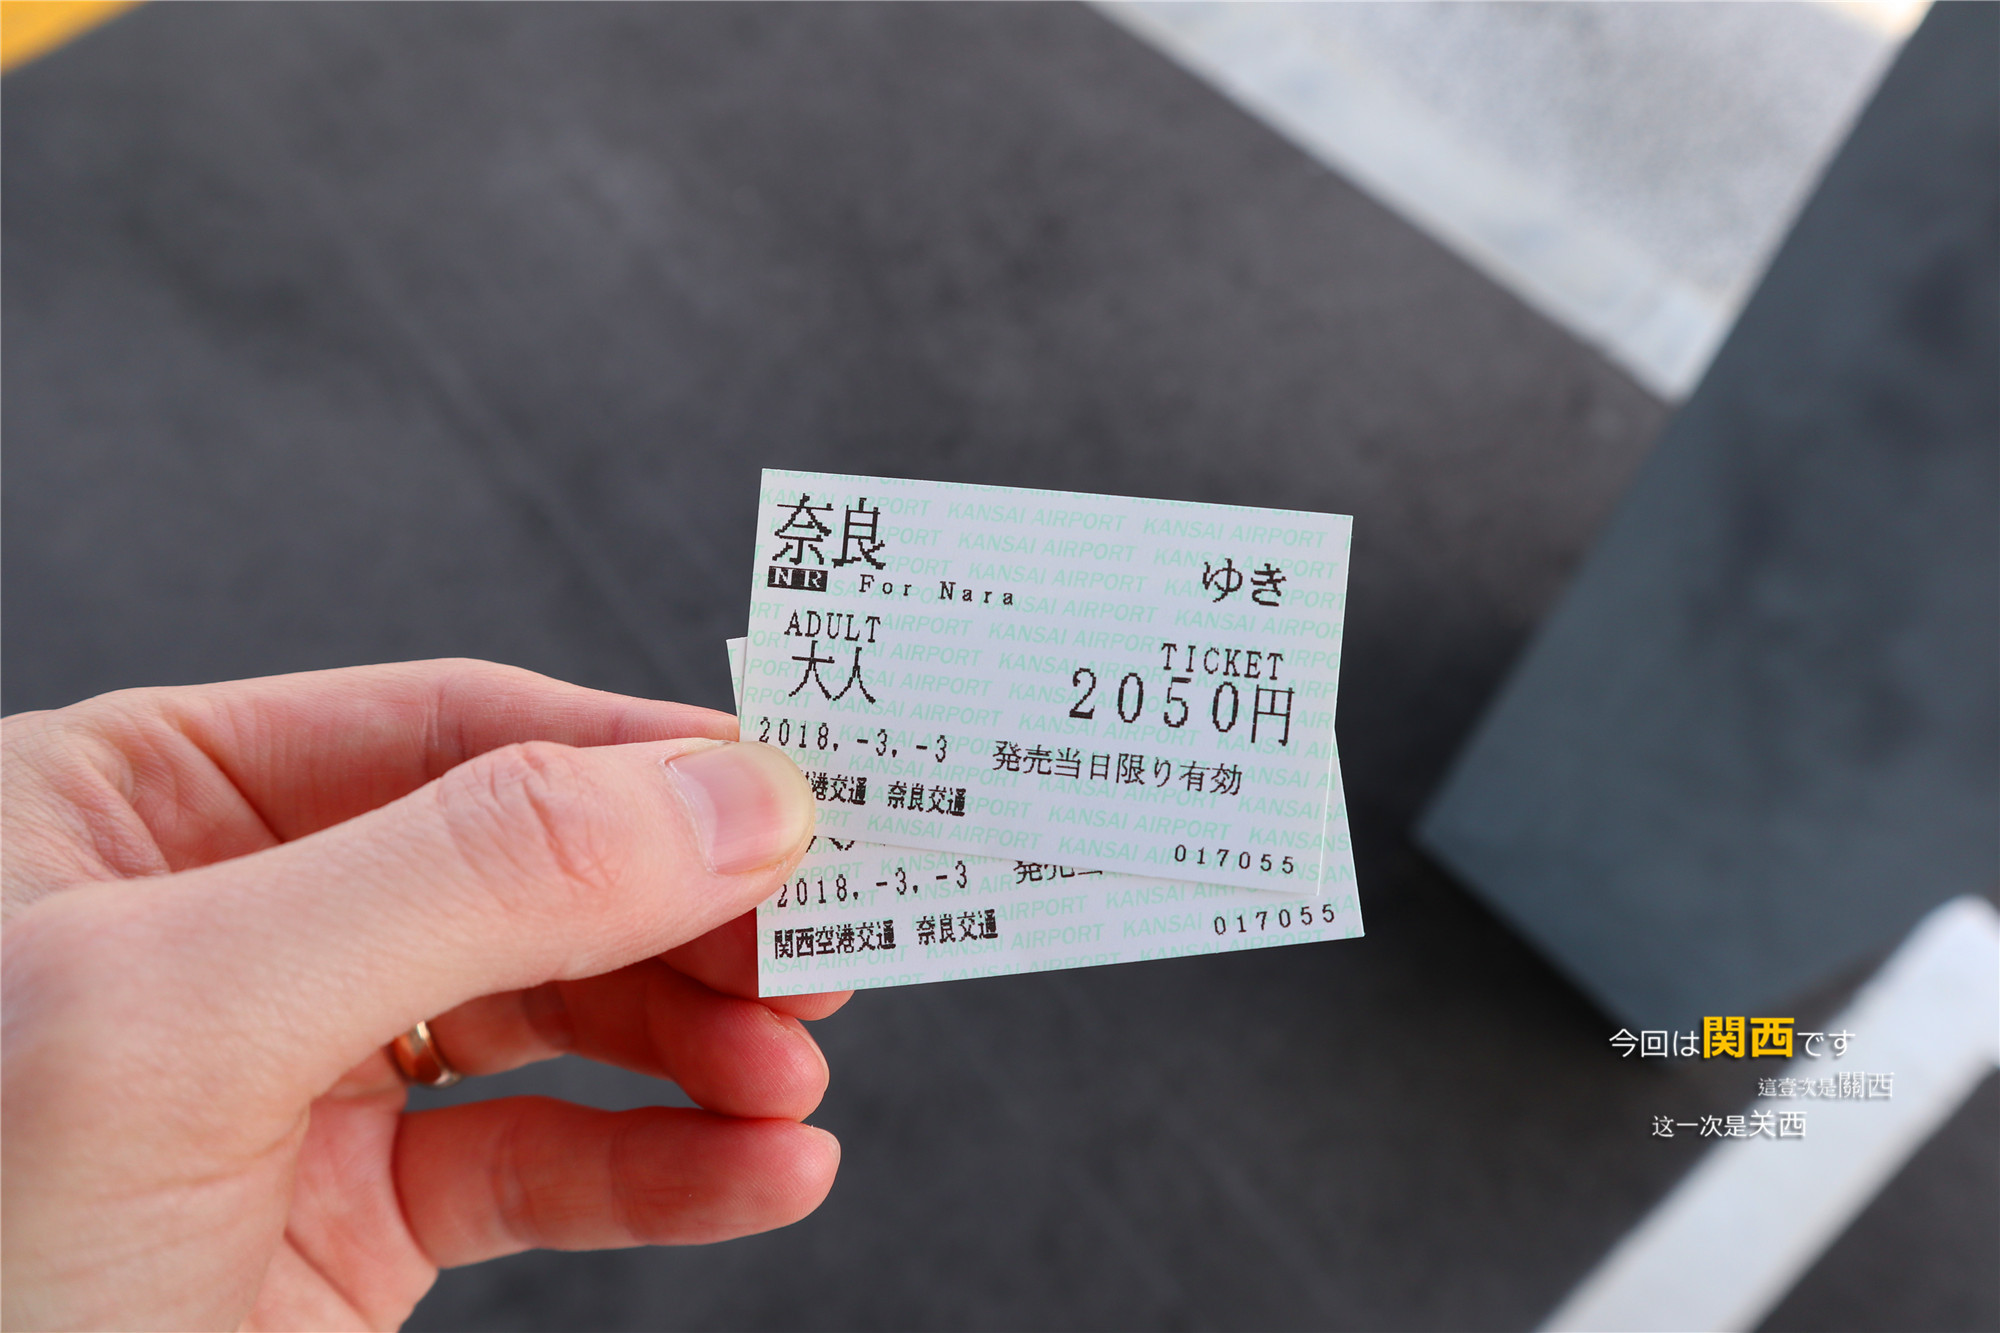 奈良
NR For Nara
ゆき
ADULT
大人
TICKET
2050円
2018.-3.-3 発売当日限り有効
港交通 奈良交通
017055
2018.-3.-3
関西空港交通 奈良交通
017055
今回は関西です
這壹次是關西
这一次是关西